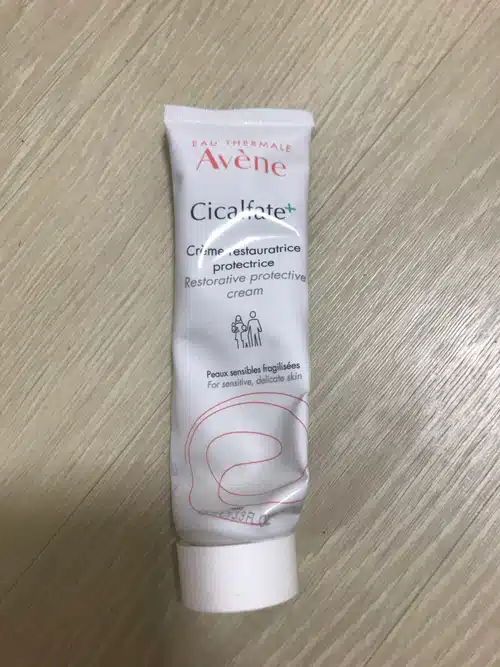 EAU THERMALE
Avène
Cicalfate+
Crème restauratrice
protectrice
Restorative protective
cream
Peaux sensibles fragilisées
For sensitive, delicate skin